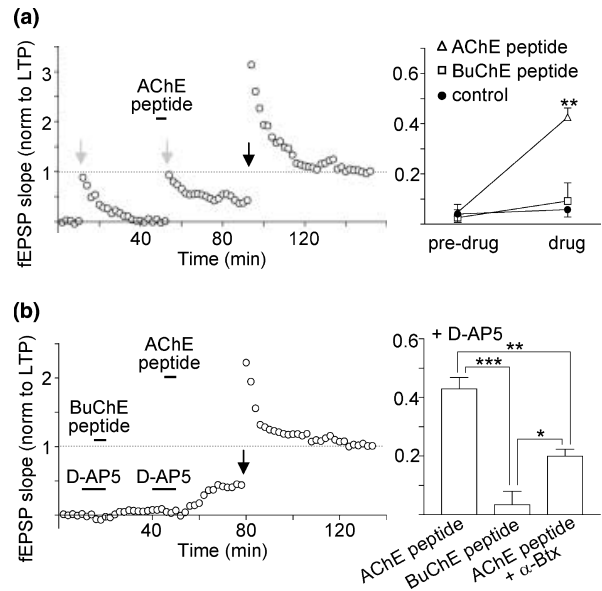 (a)
fEPSP slope (norm to LTP)
3
2
1
0
AChE
peptide
40
80
120
Time (min)
0.6
0.4
0.2
AChE peptide
BuChE peptide
control
**
pre-drug
drug
(b)
fEPSP slope (norm to LTP)
2
1
0
AChE
peptide
BuChE
peptide
D-AP5
D-AP5
40
80
120
Time (min)
0.6
0.4
0.2
+ D-AP5
**
***
*
AChE peptide
BuChE peptide
AChE peptide
+ α-Btx